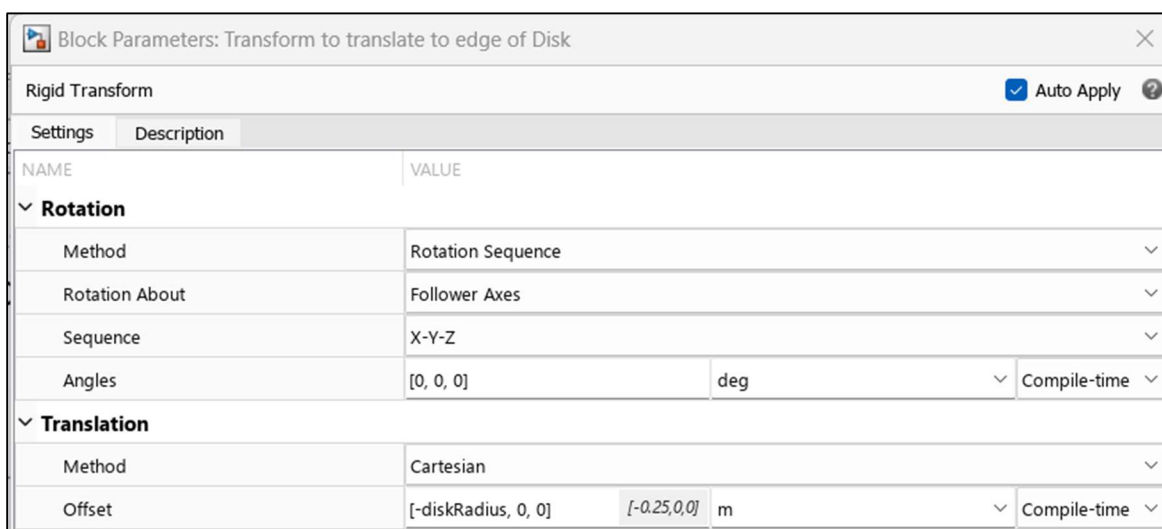 Block Parameters: Transform to translate to edge of Disk
Rigid Transform Auto Apply
Settings Description
NAME VALUE
Rotation
Method Rotation Sequence
Rotation About Follower Axes
Sequence X-Y-Z
Angles [0, 0, 0] deg Compile-time
Translation
Method Cartesian
Offset [-diskRadius, 0, 0] [-0.25,0,0] m Compile-time